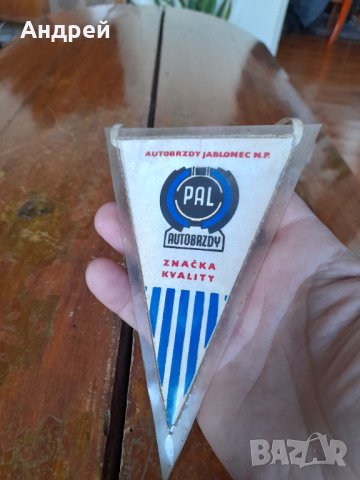 Андрей
AUTOBRZDY JABLONEC N.P.
PAL
AUTOBRZDY
ZNAČKA
KVALITY
BAZAR